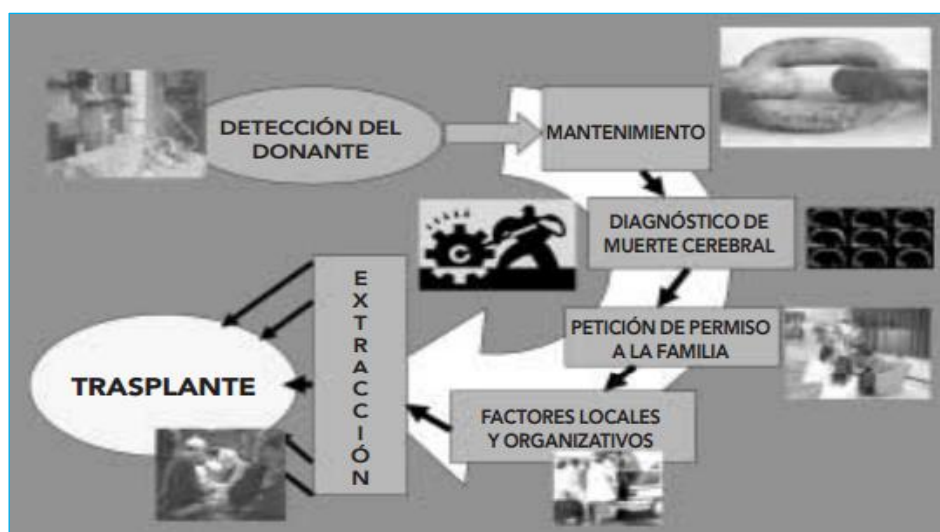 DETECCIÓN DEL
DONANTE
MANTENIMIENTO
DIAGNÓSTICO DE
MUERTE CEREBRAL
PETICIÓN DE PERMISO
A LA FAMILIA
FACTORES LOCALES
Y ORGANIZATIVOS
EXTRACCIÓN
TRASPLANTE